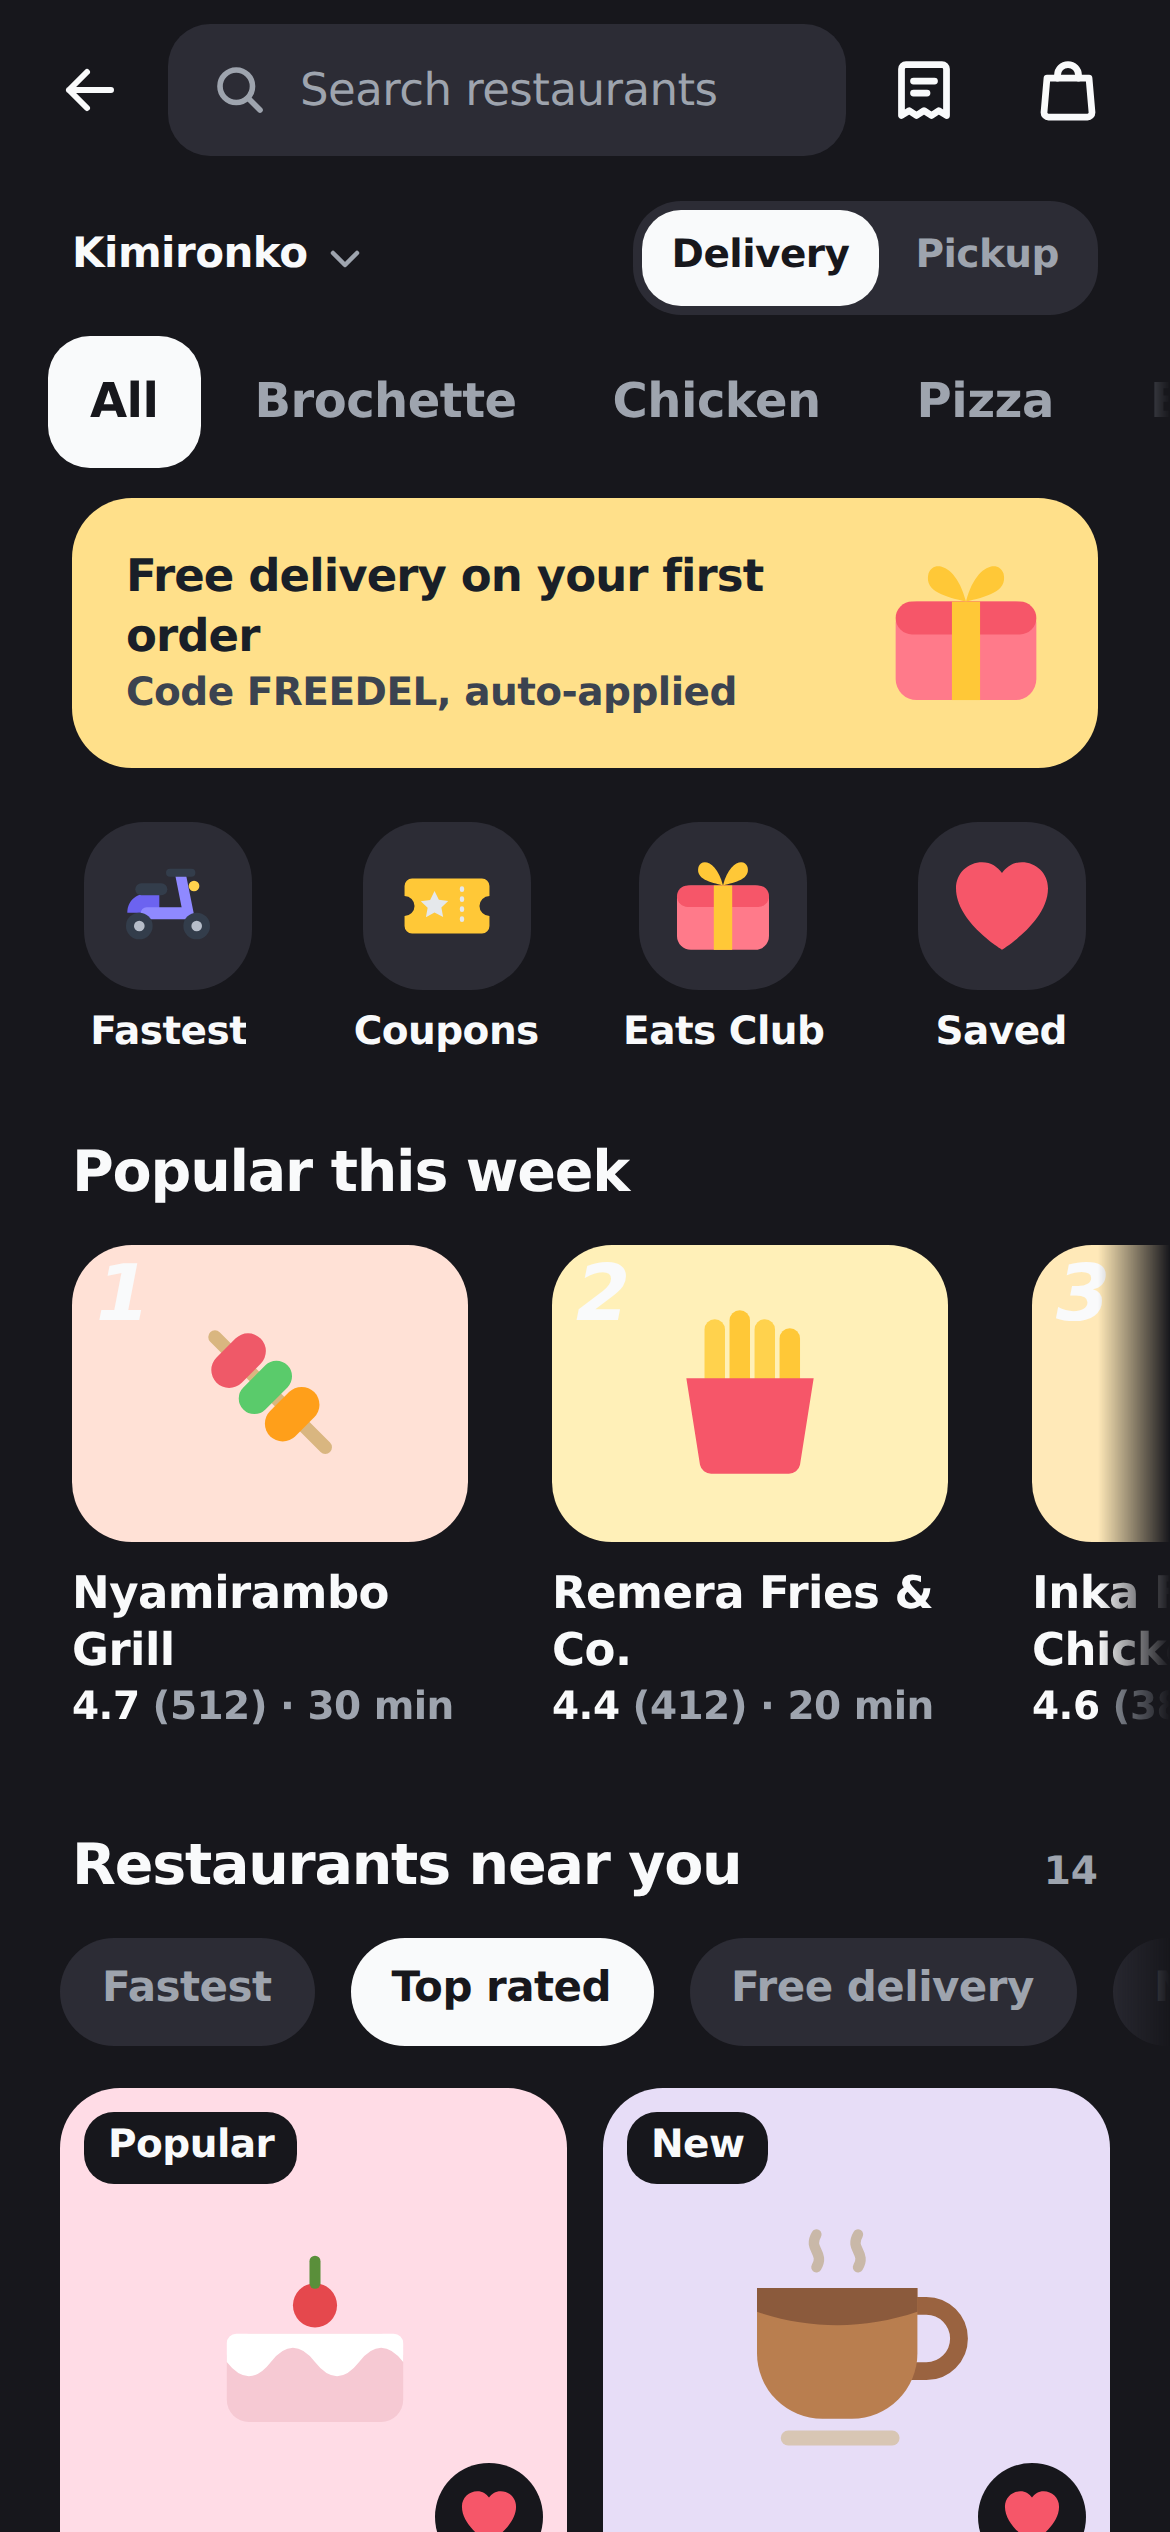 Search restaurants
Kimironko
Delivery
Pickup
All
Brochette
Chicken
Pizza
Free delivery on your first
order
Code FREEDEL, auto-applied
Fastest
Coupons
Eats Club
Saved
Popular this week
1
2
3
Nyamirambo
Grill
4.7 (512) · 30 min
Remera Fries &
Co.
4.4 (412) · 20 min
Inka
4.6
Restaurants near you
14
Fastest
Top rated
Free delivery
Popular
New